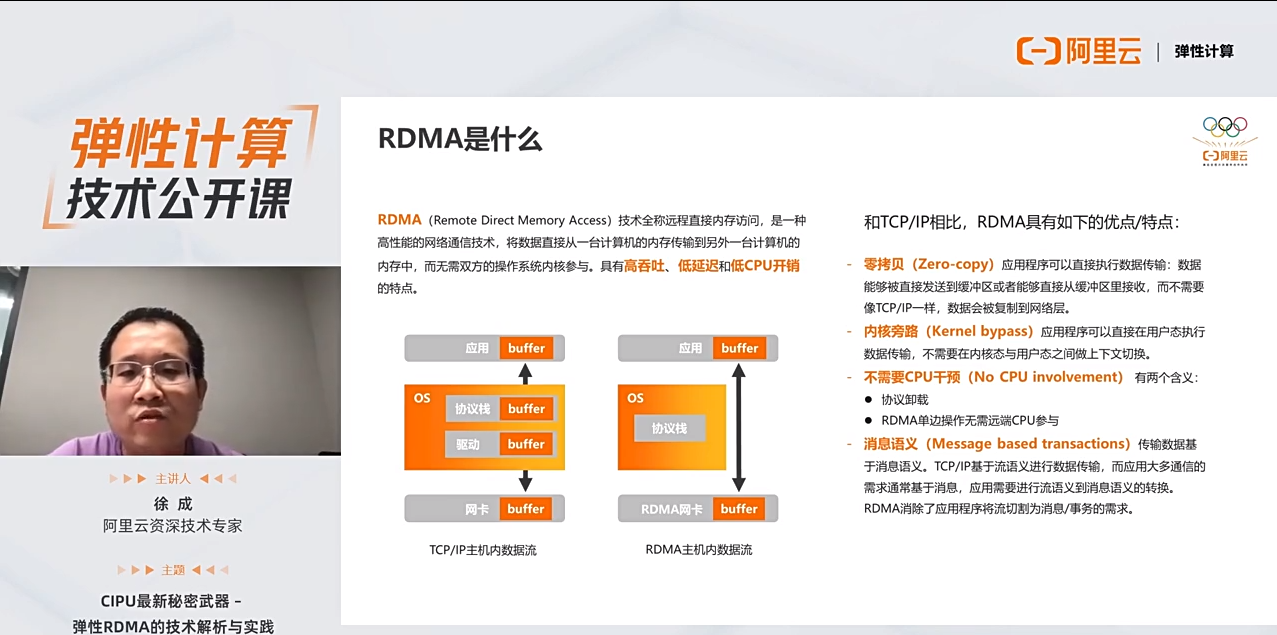 阿里云 | 弹性计算
弹性计算
技术公开课
主讲人
徐 成
阿里云资深技术专家
主题
CIPU最新秘密武器 –
弹性RDMA的技术解析与实践
RDMA是什么
阿里云
RDMA（Remote Direct Memory Access）技术全称远程直接内存访问，是一种
高性能的网络通信技术，将数据直接从一台计算机的内存传输到另外一台计算机的
内存中，而无需双方的操作系统内核参与。具有高吞吐、低延迟和低CPU开销
的特点。
应用 buffer
OS
协议栈 buffer
驱动 buffer
网卡 buffer
TCP/IP主机内数据流
应用 buffer
OS
协议栈
RDMA网卡 buffer
RDMA主机内数据流
和TCP/IP相比，RDMA具有如下的优点/特点：
- 零拷贝（Zero-copy）应用程序可以直接执行数据传输：数据
能够被直接发送到缓冲区或者能够直接从缓冲区里接收，而不需要
像TCP/IP一样，数据会被复制到网络层。
- 内核旁路（Kernel bypass）应用程序可以直接在用户态执行
数据传输，不需要在内核态与用户态之间做上下文切换。
- 不需要CPU干预（No CPU involvement）有两个含义：
● 协议卸载
● RDMA单边操作无需远端CPU参与
- 消息语义（Message based transactions）传输数据基
于消息语义。TCP/IP基于流语义进行数据传输，而应用大多通信的
需求通常基于消息，应用需要进行流语义到消息语义的转换。
RDMA消除了应用程序将流切割为消息/事务的需求。